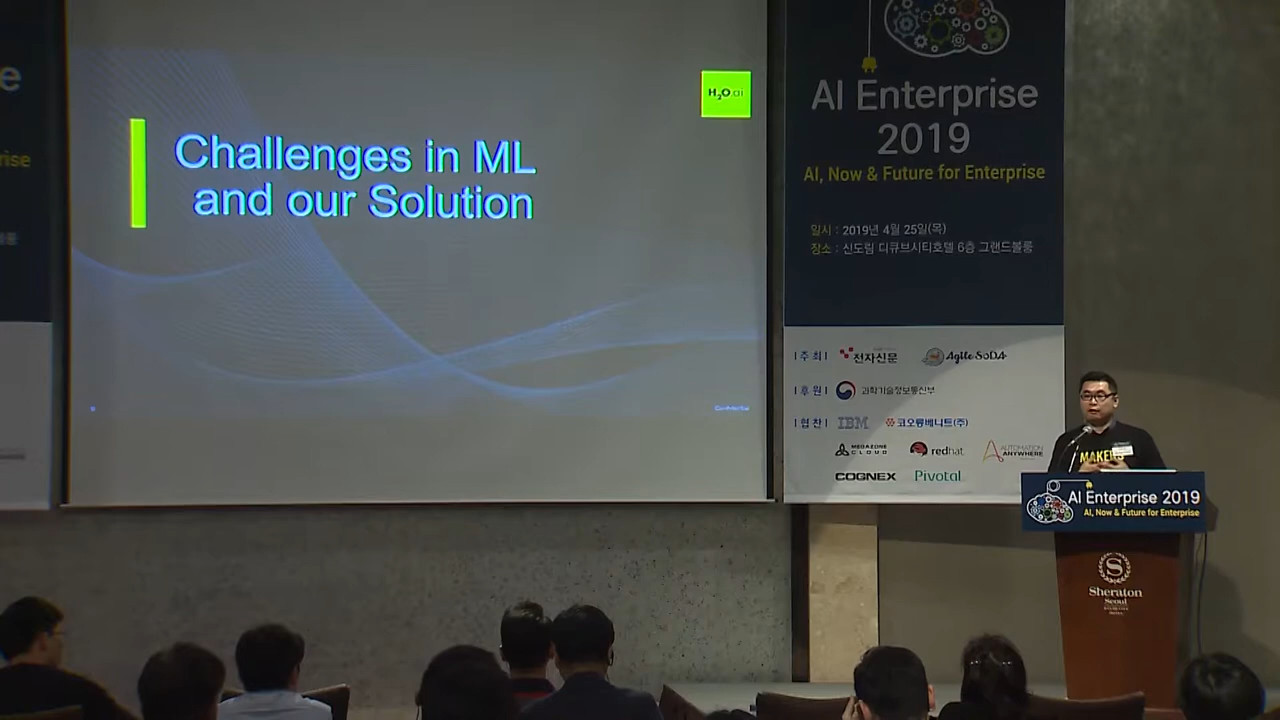 H2O.ai
Challenges in ML
and our Solution
Confidential
e
rise
AI Enterprise
2019
AI, Now & Future for Enterprise
일시 : 2019년 4월 25일(목)
장소 : 신도림 디큐브시티호텔 6층 그랜드볼룸
|주최| 전자신문 Agile SoDA
|후원| 과학기술정보통신부
|협찬| IBM 코오롱베니트(주)
MEGAZONE CLOUD redhat AUTOMATION ANYWHERE
COGNEX Pivotal
MAKERS
AI Enterprise 2019
AI, Now & Future for Enterprise
S
Sheraton
Seoul